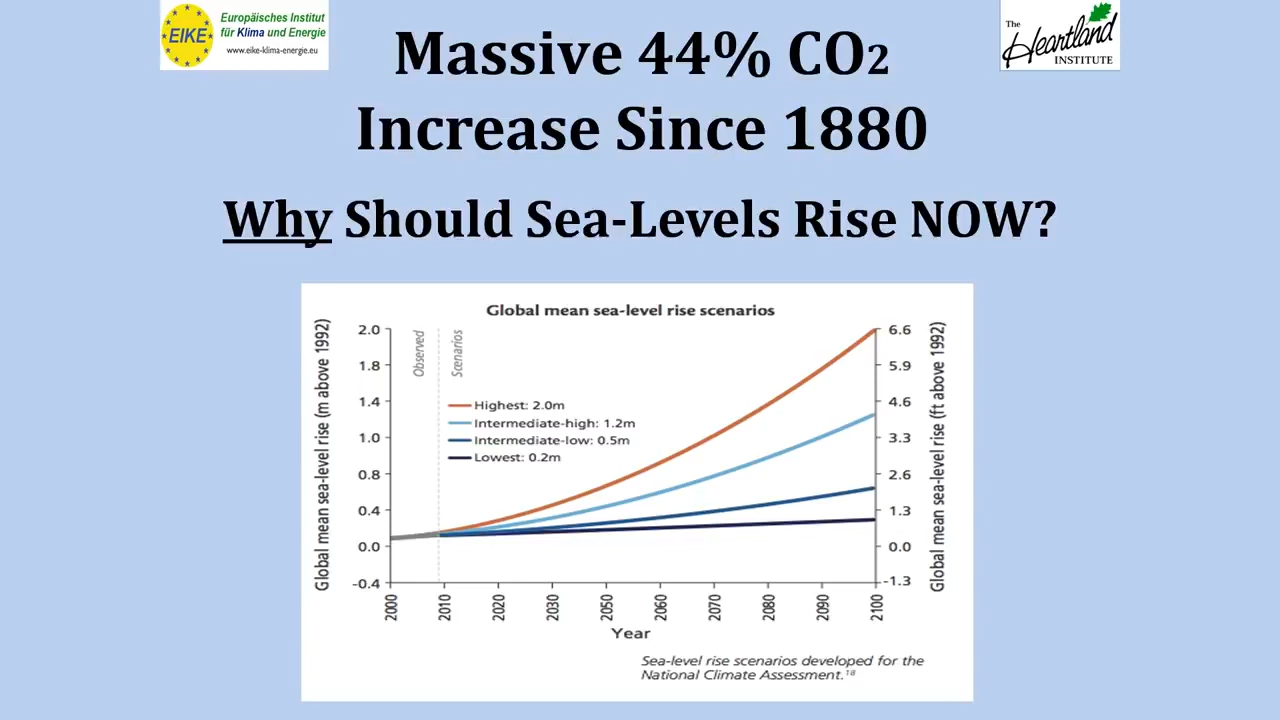 EIKE
Europäisches Institut
für Klima und Energie
www.eike-klima-energie.eu
The
Heartland
INSTITUTE
Massive 44% CO2
Increase Since 1880
Why Should Sea-Levels Rise NOW?
Global mean sea-level rise scenarios
Global mean sea-level rise (m above 1992)
2.0
1.8
1.4
1.0
0.8
0.4
0.0
-0.4
Observed
Scenarios
Highest: 2.0m
Intermediate-high: 1.2m
Intermediate-low: 0.5m
Lowest: 0.2m
6.6
5.9
4.6
3.3
2.6
1.3
0.0
-1.3
Global mean sea-level rise (ft above 1992)
2000 2010 2020 2030 2050 2060 2070 2080 2090 2100
Year
Sea-level rise scenarios developed for the
National Climate Assessment.¹⁸